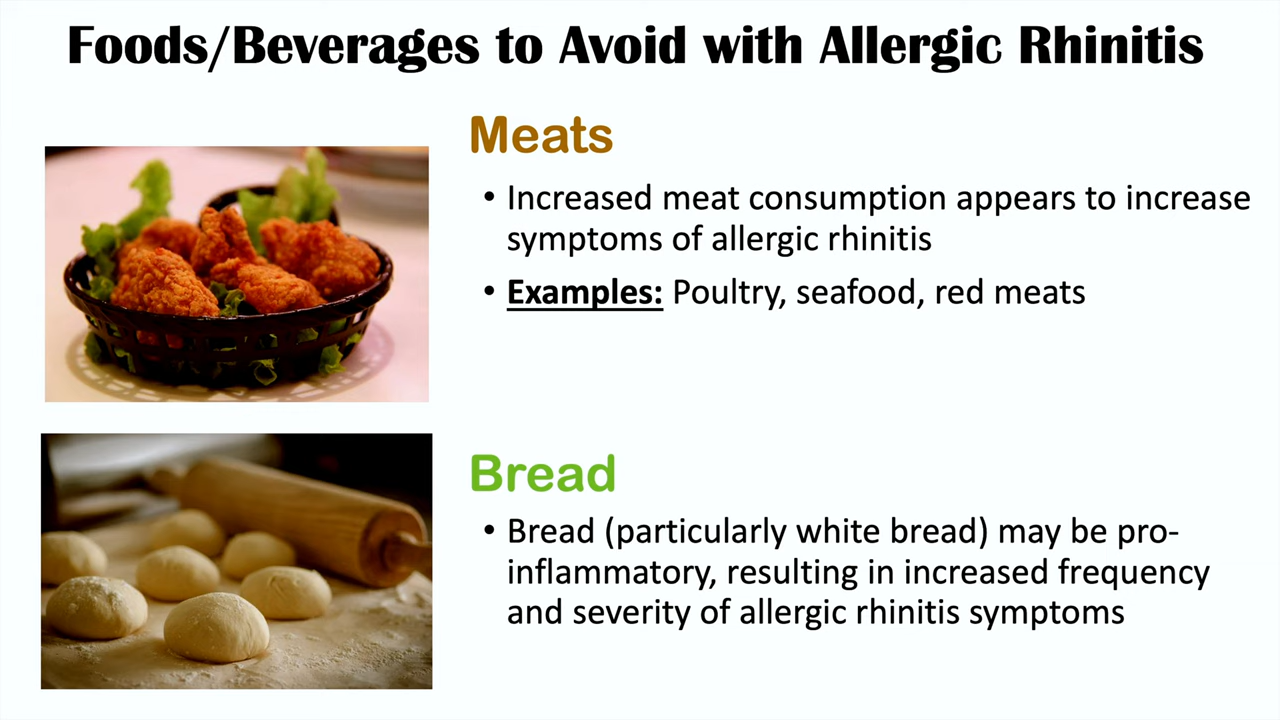 Foods/Beverages to Avoid with Allergic Rhinitis
Meats
• Increased meat consumption appears to increase
symptoms of allergic rhinitis
• Examples: Poultry, seafood, red meats
Bread
• Bread (particularly white bread) may be pro-
inflammatory, resulting in increased frequency
and severity of allergic rhinitis symptoms